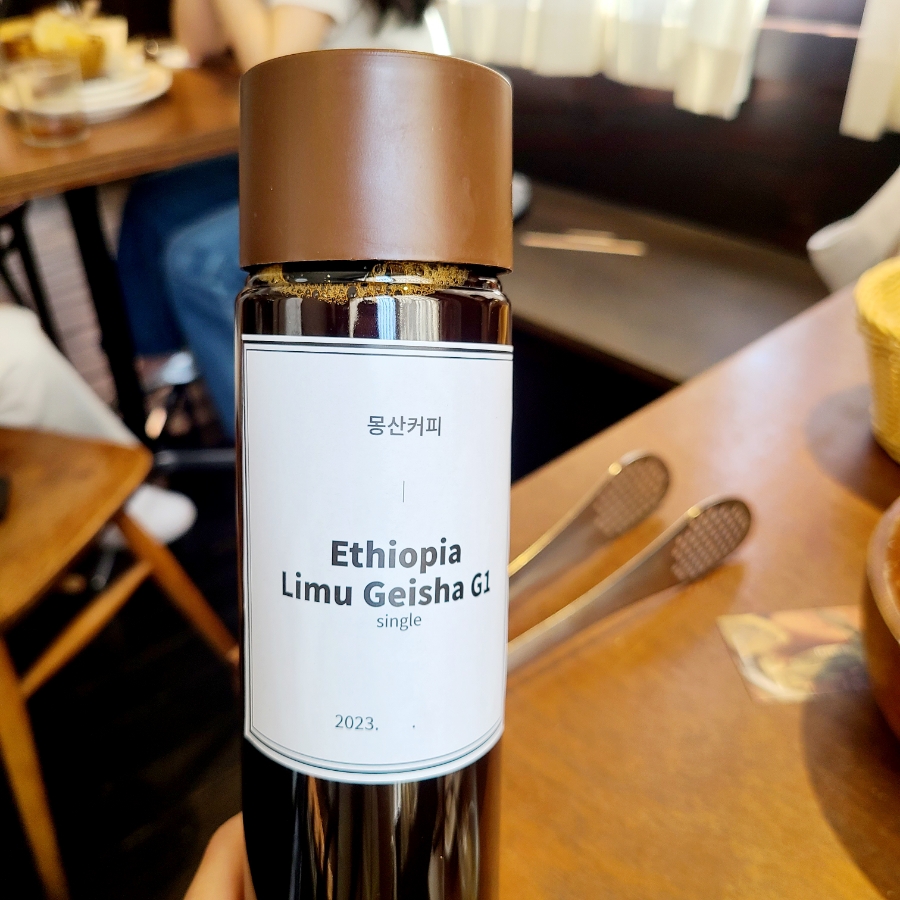 몽산커피
Ethiopia
Limu Geisha G1
single
2023. .